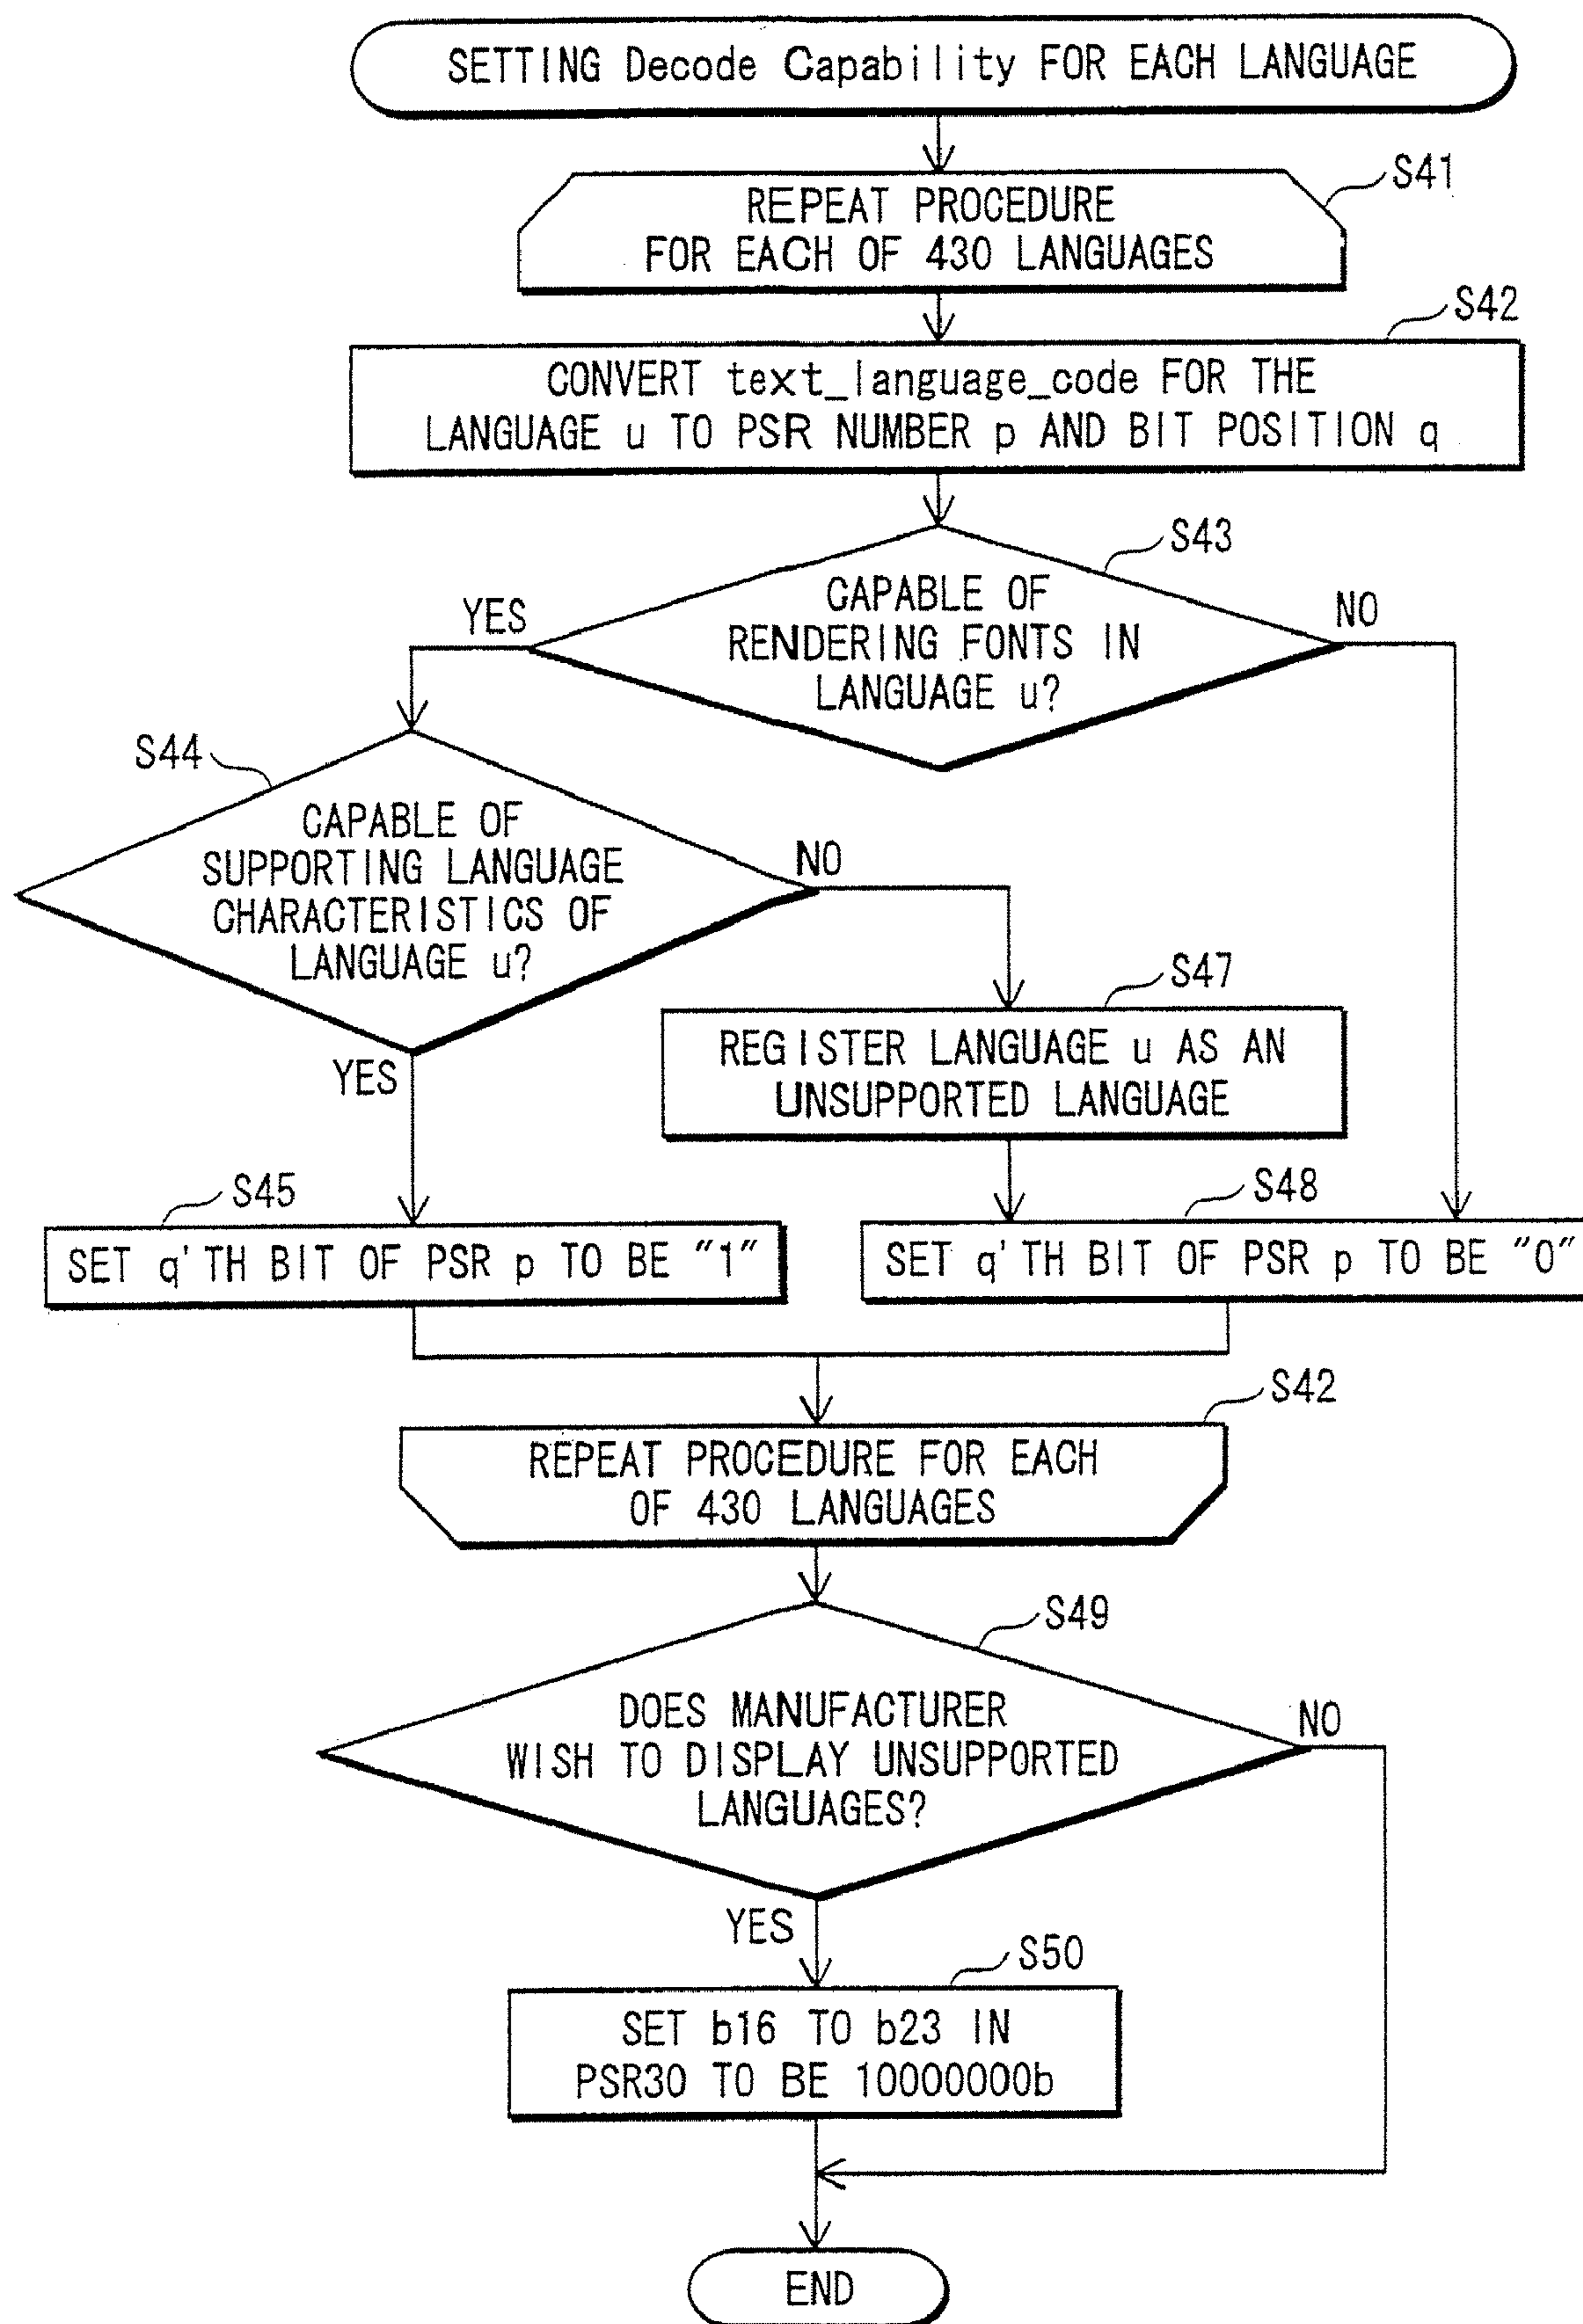 SETTING Decode Capability FOR EACH LANGUAGE
S41
REPEAT PROCEDURE
FOR EACH OF 430 LANGUAGES
S42
CONVERT text_language_code FOR THE
LANGUAGE u TO PSR NUMBER p AND BIT POSITION q
S43
CAPABLE OF
RENDERING FONTS IN
LANGUAGE u?
YES
NO
S44
CAPABLE OF
SUPPORTING LANGUAGE
CHARACTERISTICS OF
LANGUAGE u?
NO
YES
S47
REGISTER LANGUAGE u AS AN
UNSUPPORTED LANGUAGE
S45
SET q'TH BIT OF PSR p TO BE "1"
S48
SET q'TH BIT OF PSR p TO BE "0"
S42
REPEAT PROCEDURE FOR EACH
OF 430 LANGUAGES
S49
DOES MANUFACTURER
WISH TO DISPLAY UNSUPPORTED
LANGUAGES?
NO
YES
S50
SET b16 TO b23 IN
PSR30 TO BE 10000000b
END